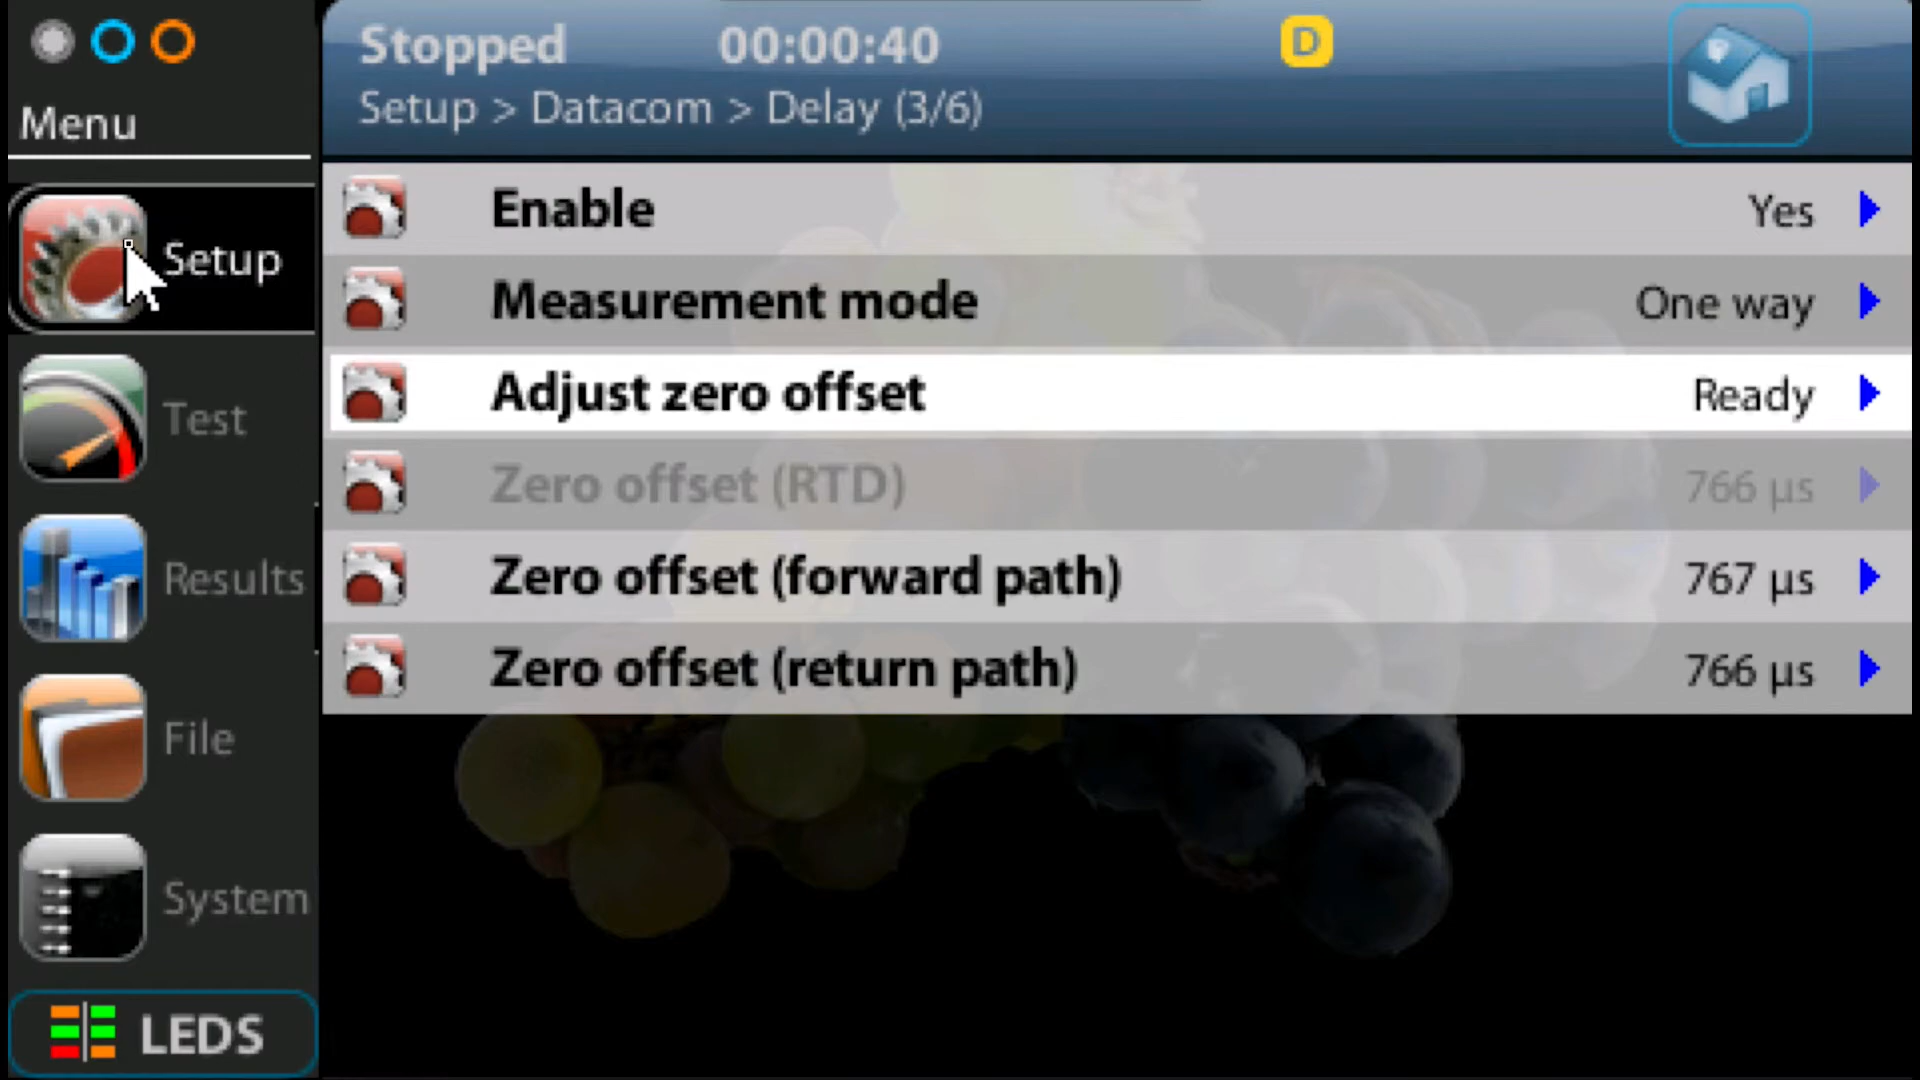 Menu
Setup
Test
Results
File
System
LEDS
Stopped 00:00:40 D
Setup > Datacom > Delay (3/6)
Enable Yes
Measurement mode One way
Adjust zero offset Ready
Zero offset (RTD) 766 µs
Zero offset (forward path) 767 µs
Zero offset (return path) 766 µs